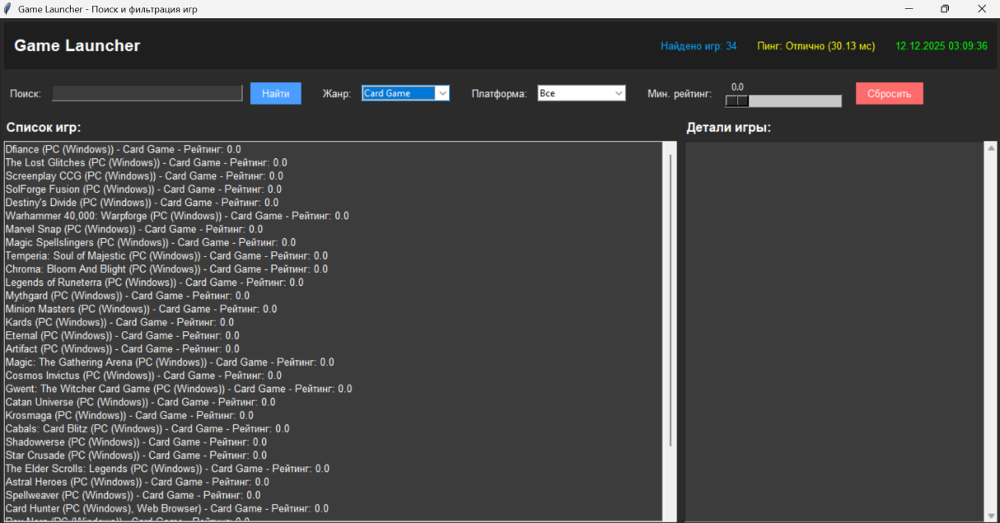 Game Launcher - Поиск и фильтрация игр
Game Launcher
Найдено игр: 34
Пинг: Отлично (30.13 мс)
12.12.2025 03:09:36
Поиск:
Найти
Жанр:
Card Game
Платформа:
Все
Мин. рейтинг:
0.0
Сбросить
Список игр:
Детали игры:
Dfiance (PC (Windows)) - Card Game - Рейтинг: 0.0
The Lost Glitches (PC (Windows)) - Card Game - Рейтинг: 0.0
Screenplay CCG (PC (Windows)) - Card Game - Рейтинг: 0.0
SolForge Fusion (PC (Windows)) - Card Game - Рейтинг: 0.0
Destiny's Divide (PC (Windows)) - Card Game - Рейтинг: 0.0
Warhammer 40,000: Warpforge (PC (Windows)) - Card Game - Рейтинг: 0.0
Marvel Snap (PC (Windows)) - Card Game - Рейтинг: 0.0
Magic Spellslingers (PC (Windows)) - Card Game - Рейтинг: 0.0
Temperia: Soul of Majestic (PC (Windows)) - Card Game - Рейтинг: 0.0
Chroma: Bloom And Blight (PC (Windows)) - Card Game - Рейтинг: 0.0
Legends of Runeterra (PC (Windows)) - Card Game - Рейтинг: 0.0
Mythgard (PC (Windows)) - Card Game - Рейтинг: 0.0
Minion Masters (PC (Windows)) - Card Game - Рейтинг: 0.0
Kards (PC (Windows)) - Card Game - Рейтинг: 0.0
Eternal (PC (Windows)) - Card Game - Рейтинг: 0.0
Artifact (PC (Windows)) - Card Game - Рейтинг: 0.0
Magic: The Gathering Arena (PC (Windows)) - Card Game - Рейтинг: 0.0
Cosmos Invictus (PC (Windows)) - Card Game - Рейтинг: 0.0
Gwent: The Witcher Card Game (PC (Windows)) - Card Game - Рейтинг: 0.0
Catan Universe (PC (Windows)) - Card Game - Рейтинг: 0.0
Krosmaga (PC (Windows)) - Card Game - Рейтинг: 0.0
Cabals: Card Blitz (PC (Windows)) - Card Game - Рейтинг: 0.0
Shadowverse (PC (Windows)) - Card Game - Рейтинг: 0.0
Star Crusade (PC (Windows)) - Card Game - Рейтинг: 0.0
The Elder Scrolls: Legends (PC (Windows)) - Card Game - Рейтинг: 0.0
Astral Heroes (PC (Windows)) - Card Game - Рейтинг: 0.0
Spellweaver (PC (Windows)) - Card Game - Рейтинг: 0.0
Card Hunter (PC (Windows), Web Browser) - Card Game - Рейтинг: 0.0